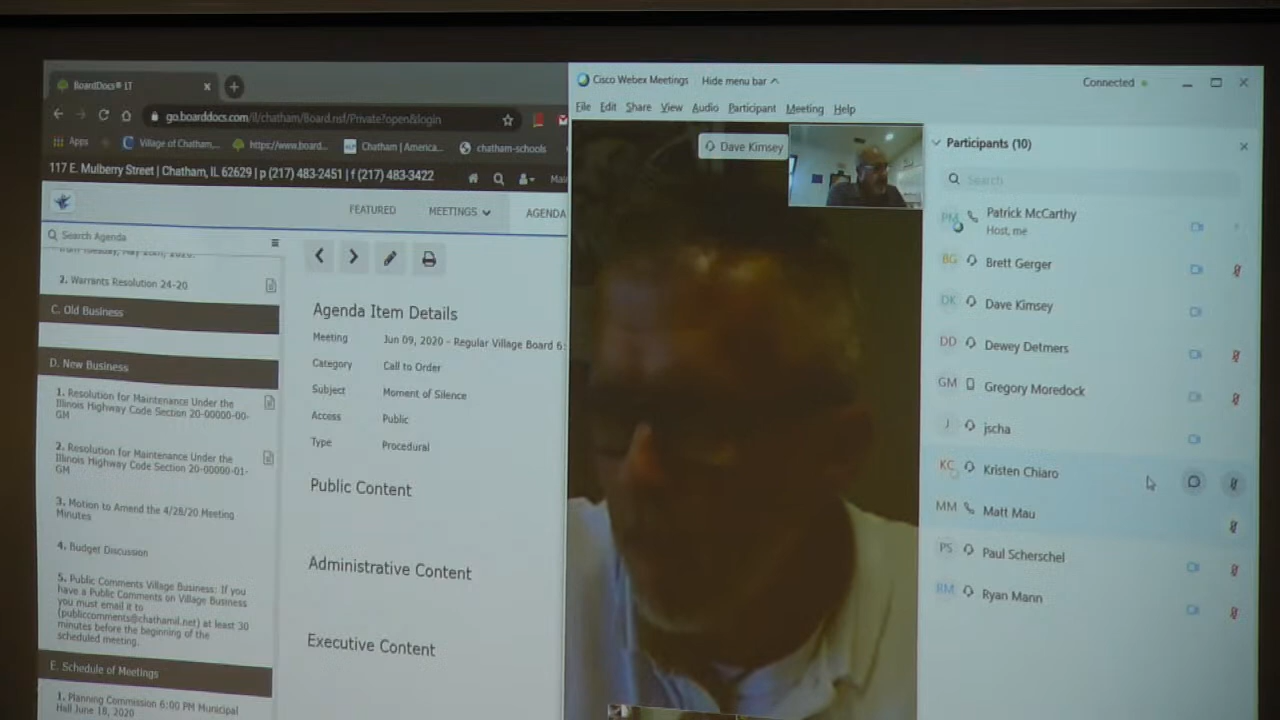 BoardDocs® LT
go.boarddocs.com/il/chatham/Board.nsf/Private?open&login
Apps
Village of Chatham,...
https://www.board...
Chatham | America...
chatham-schools
117 E. Mulberry Street | Chatham, IL 62629 | p (217) 483-2451 | f (217) 483-3422
FEATURED
MEETINGS
AGENDA
Search Agenda
2. Warrants Resolution 24-20
C. Old Business
D. New Business
1. Resolution for Maintenance Under the
Illinois Highway Code Section 20-00000-00-
GM
2. Resolution for Maintenance Under the
Illinois Highway Code Section 20-00000-01-
GM
3. Motion to Amend the 4/28/20 Meeting
Minutes
4. Budget Discussion
5. Public Comments Village Business: If you
have a Public Comments on Village Business
you must email it to
(publiccomments@chathamil.net) at least 30
minutes before the beginning of the
scheduled meeting.
E. Schedule of Meetings
1. Planning Commission 6:00 PM Municipal
Hall June 18, 2020
Agenda Item Details
Meeting Jun 09, 2020 - Regular Village Board 6:
Category Call to Order
Subject Moment of Silence
Access Public
Type Procedural
Public Content
Administrative Content
Executive Content
Cisco Webex Meetings Hide menu bar
Connected
File Edit Share View Audio Participant Meeting Help
Dave Kimsey
Participants (10)
Search
PM Patrick McCarthy
Host, me
BG Brett Gerger
DK Dave Kimsey
DD Dewey Detmers
GM Gregory Moredock
J jscha
KC Kristen Chiaro
MM Matt Mau
PS Paul Scherschel
RM Ryan Mann